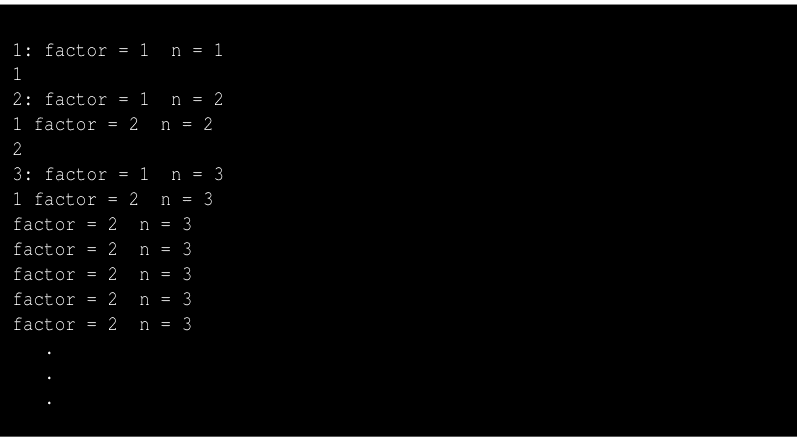 1: factor = 1  n = 1
1
2: factor = 1  n = 2
1 factor = 2  n = 2
2
3: factor = 1  n = 3
1 factor = 2  n = 3
factor = 2  n = 3
factor = 2  n = 3
factor = 2  n = 3
factor = 2  n = 3
factor = 2  n = 3
.
.
.